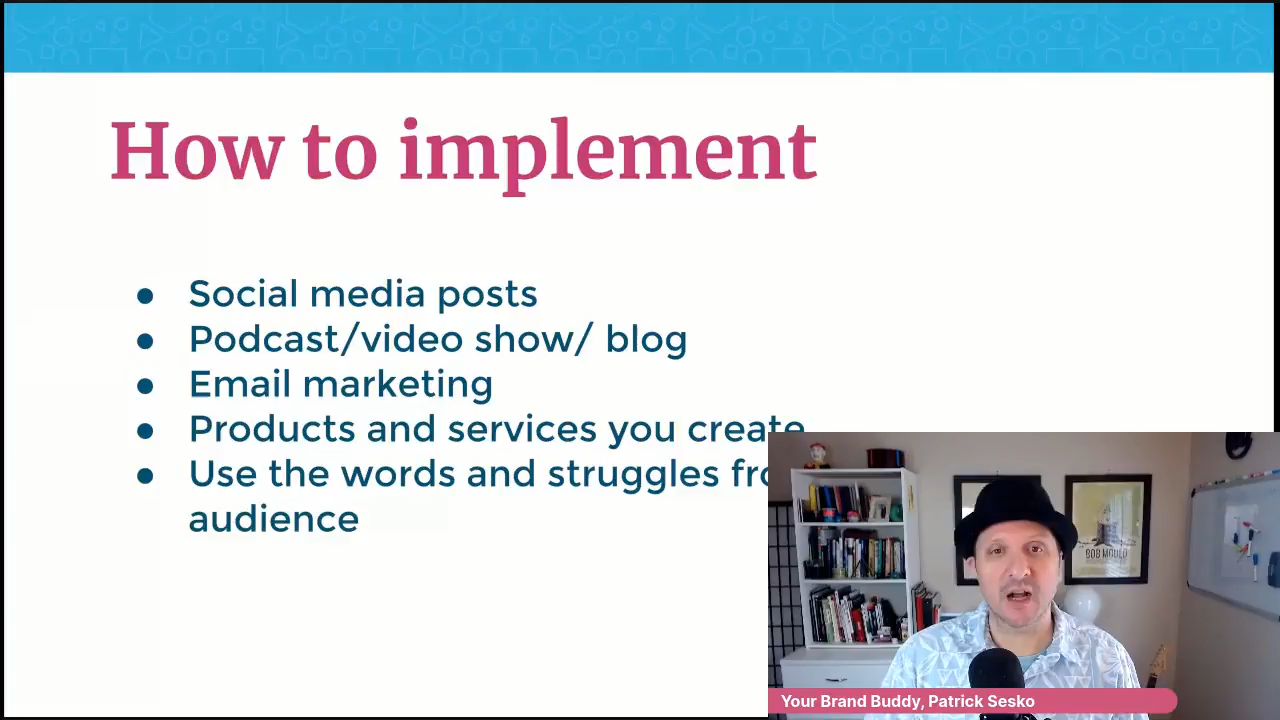 How to implement
● Social media posts
● Podcast/video show/ blog
● Email marketing
● Products and services you create
● Use the words and struggles
audience
BOB MOULD
Your Brand Buddy, Patrick Sesko